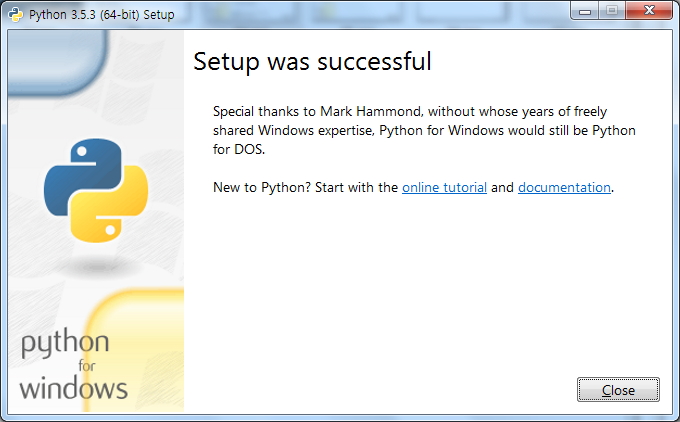 Python 3.5.3 (64-bit) Setup
Setup was successful
Special thanks to Mark Hammond, without whose years of freely
shared Windows expertise, Python for Windows would still be Python
for DOS.
New to Python? Start with the online tutorial and documentation.
python
for
windows
Close